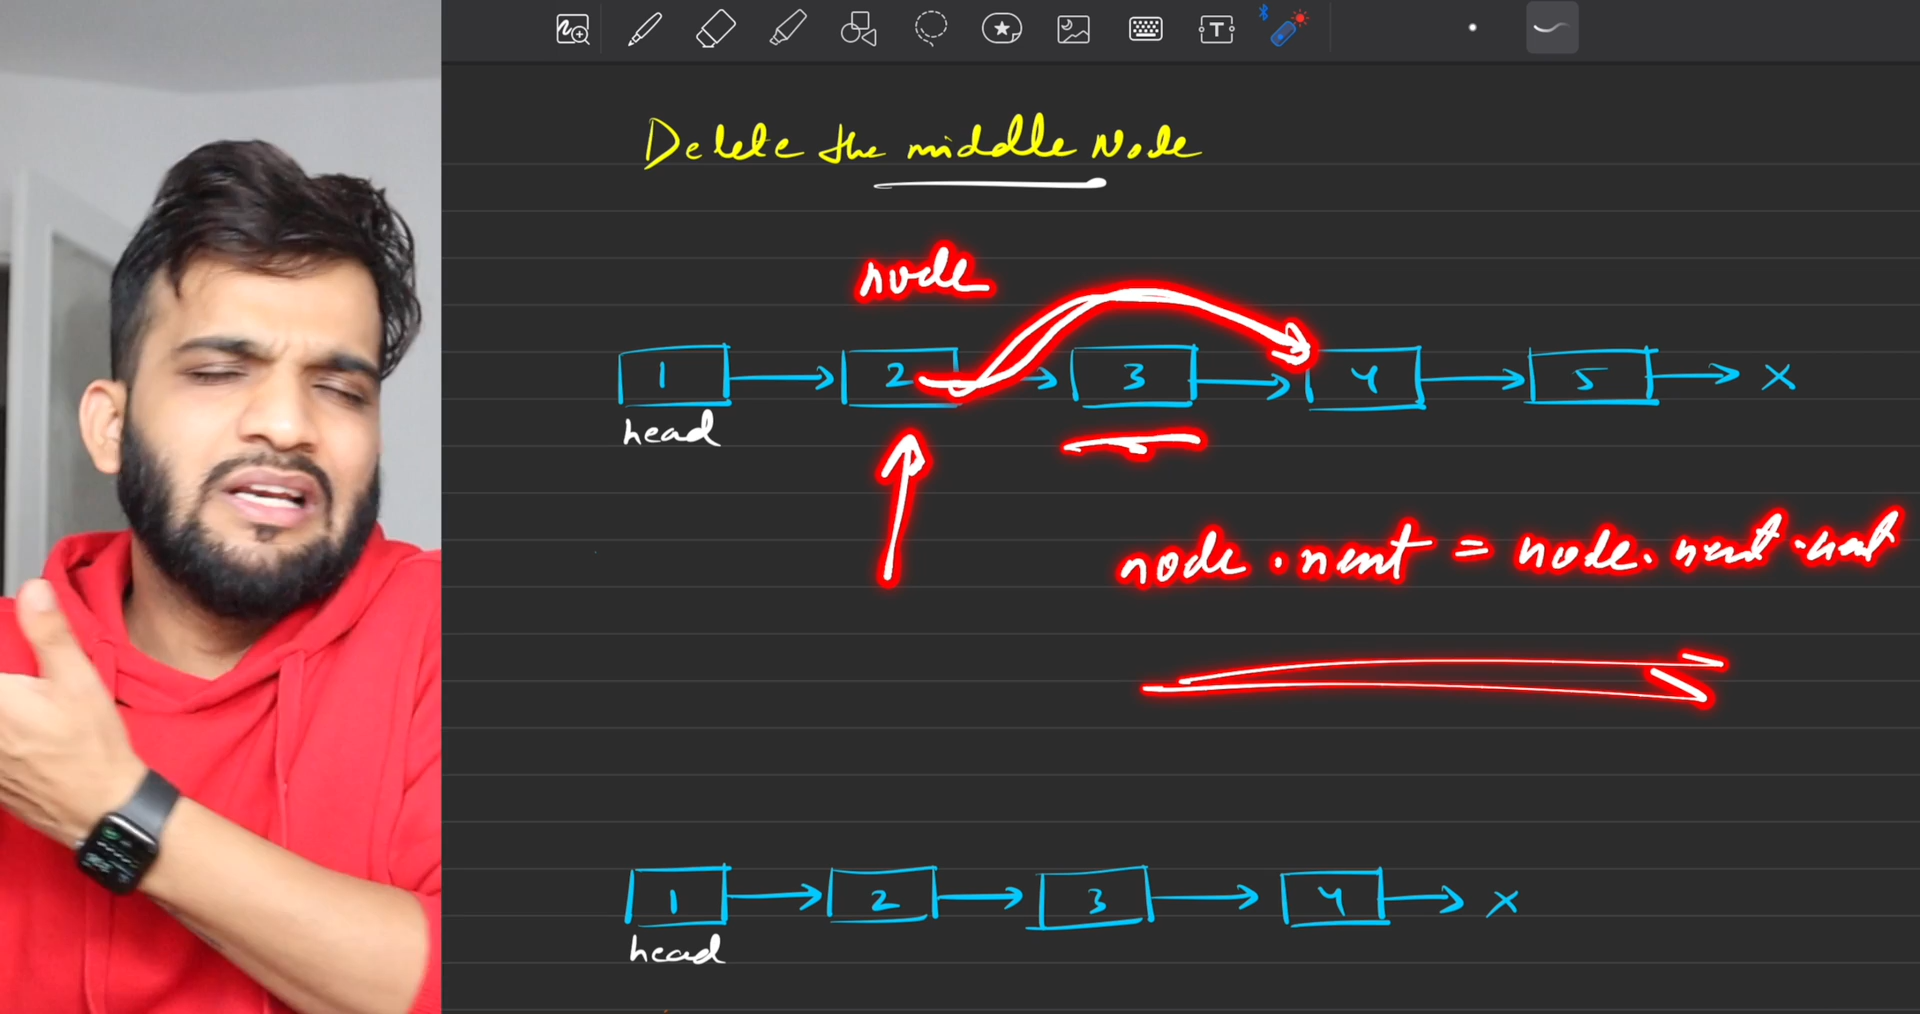 Delete the middle Node
node
1 2 3 4 5 x
head
node.next = node.next.next
1 2 3 4 x
head